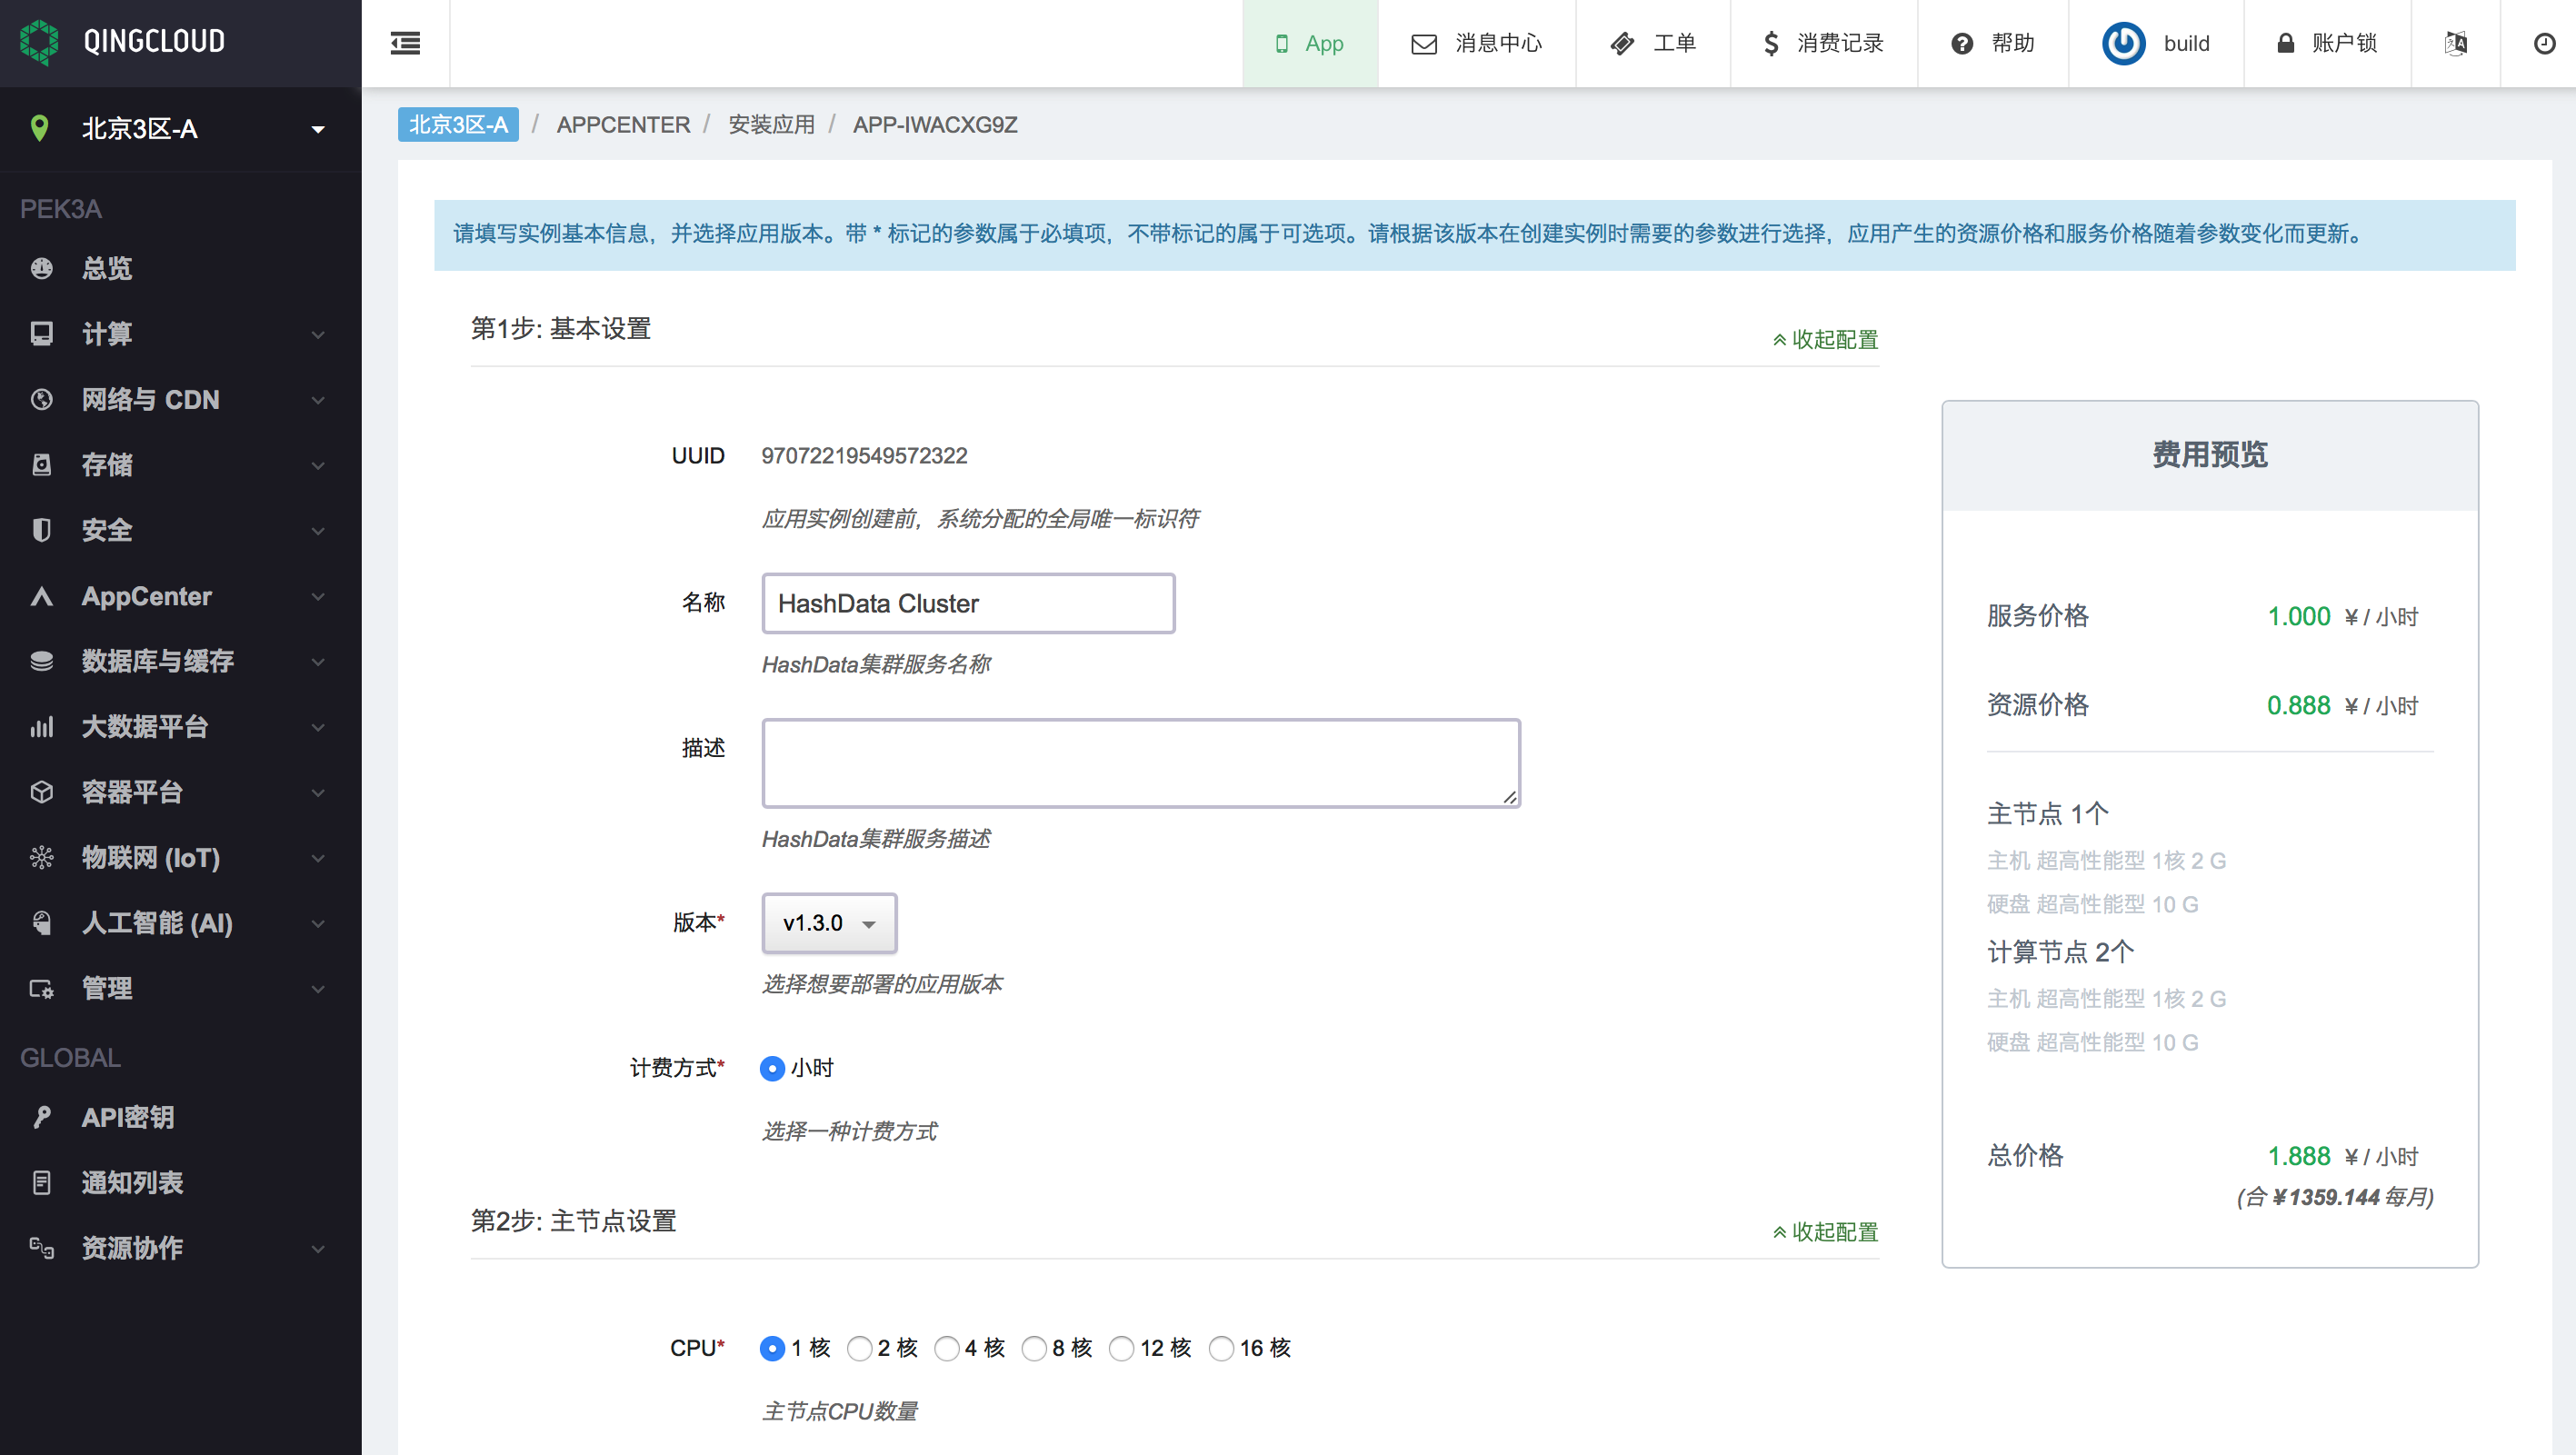 QINGCLOUD
App
消息中心
工单
消费记录
帮助
build
账户锁
北京3区-A
PEK3A
总览
计算
网络与 CDN
存储
安全
AppCenter
数据库与缓存
大数据平台
容器平台
物联网 (IoT)
人工智能 (AI)
管理
GLOBAL
API密钥
通知列表
资源协作
北京3区-A / APPCENTER / 安装应用 / APP-IWACXG9Z
请填写实例基本信息，并选择应用版本。带 * 标记的参数属于必填项，不带标记的属于可选项。请根据该版本在创建实例时需要的参数进行选择，应用产生的资源价格和服务价格随着参数变化而更新。
第1步: 基本设置
收起配置
UUID 97072219549572322
应用实例创建前，系统分配的全局唯一标识符
名称 HashData Cluster
HashData集群服务名称
描述
HashData集群服务描述
版本* v1.3.0
选择想要部署的应用版本
计费方式* 小时
选择一种计费方式
第2步: 主节点设置
收起配置
CPU* 1 核 2 核 4 核 8 核 12 核 16 核
主节点CPU数量
费用预览
服务价格 1.000 ¥ / 小时
资源价格 0.888 ¥ / 小时
主节点 1个
主机 超高性能型 1核 2 G
硬盘 超高性能型 10 G
计算节点 2个
主机 超高性能型 1核 2 G
硬盘 超高性能型 10 G
总价格 1.888 ¥ / 小时
(合 ¥1359.144 每月)